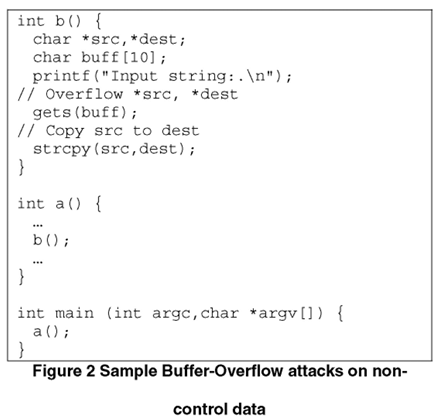 int b() {
char *src,*dest;
char buff[10];
printf("Input string:.\n");
// Overflow *src, *dest
gets(buff);
// Copy src to dest
strcpy(src,dest);
}
int a() {
…
b();
…
}
int main (int argc,char *argv[]) {
a();
}
Figure 2 Sample Buffer-Overflow attacks on non-
control data